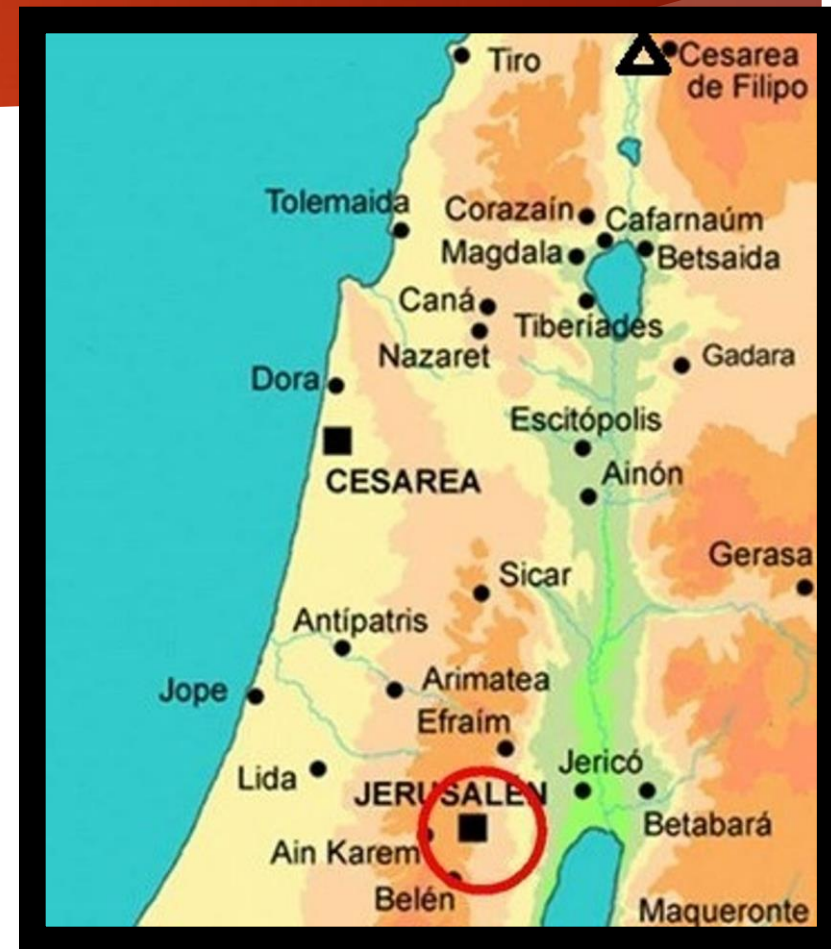 Tiro
Cesarea
de Filipo
Tolemaida
Corazaín
Cafarnaúm
Magdala
Betsaida
Caná
Tiberíades
Nazaret
Gadara
Dora
Escitópolis
CESAREA
Ainón
Gerasa
Sicar
Antípatris
Arimatea
Jope
Efraím
Jericó
Lida
JERUSALÉN
Betabará
Ain Karem
Belén
Maqueronte